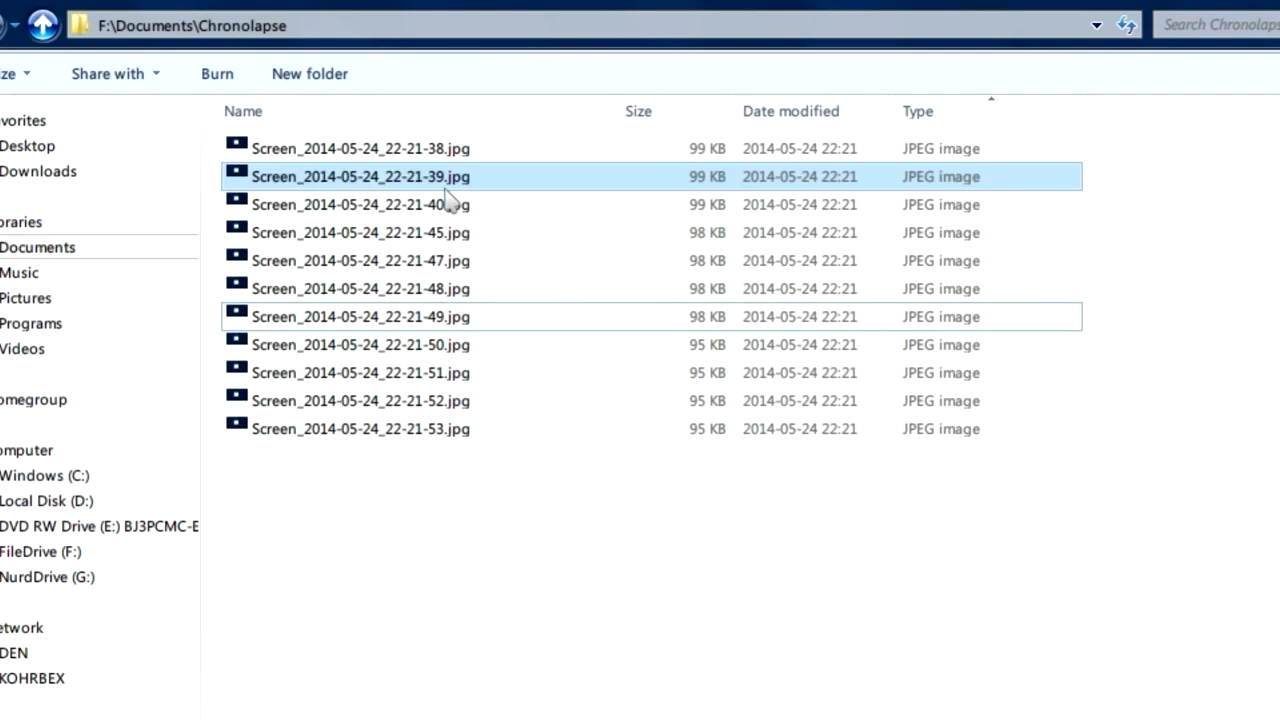 F:\Documents\Chronolapse
Search Chronolaps
ze Share with Burn New folder
Name Size Date modified Type
Screen_2014-05-24_22-21-38.jpg 99 KB 2014-05-24 22:21 JPEG image
Screen_2014-05-24_22-21-39.jpg 99 KB 2014-05-24 22:21 JPEG image
Screen_2014-05-24_22-21-40.jpg 99 KB 2014-05-24 22:21 JPEG image
Screen_2014-05-24_22-21-45.jpg 98 KB 2014-05-24 22:21 JPEG image
Screen_2014-05-24_22-21-47.jpg 98 KB 2014-05-24 22:21 JPEG image
Screen_2014-05-24_22-21-48.jpg 98 KB 2014-05-24 22:21 JPEG image
Screen_2014-05-24_22-21-49.jpg 98 KB 2014-05-24 22:21 JPEG image
Screen_2014-05-24_22-21-50.jpg 95 KB 2014-05-24 22:21 JPEG image
Screen_2014-05-24_22-21-51.jpg 95 KB 2014-05-24 22:21 JPEG image
Screen_2014-05-24_22-21-52.jpg 95 KB 2014-05-24 22:21 JPEG image
Screen_2014-05-24_22-21-53.jpg 95 KB 2014-05-24 22:21 JPEG image
vorites
Desktop
Downloads
braries
Documents
Music
Pictures
Programs
Videos
omegroup
omputer
Windows (C:)
Local Disk (D:)
DVD RW Drive (E:) BJ3PCMC-E
FileDrive (F:)
NurdDrive (G:)
etwork
DEN
KOHRBEX